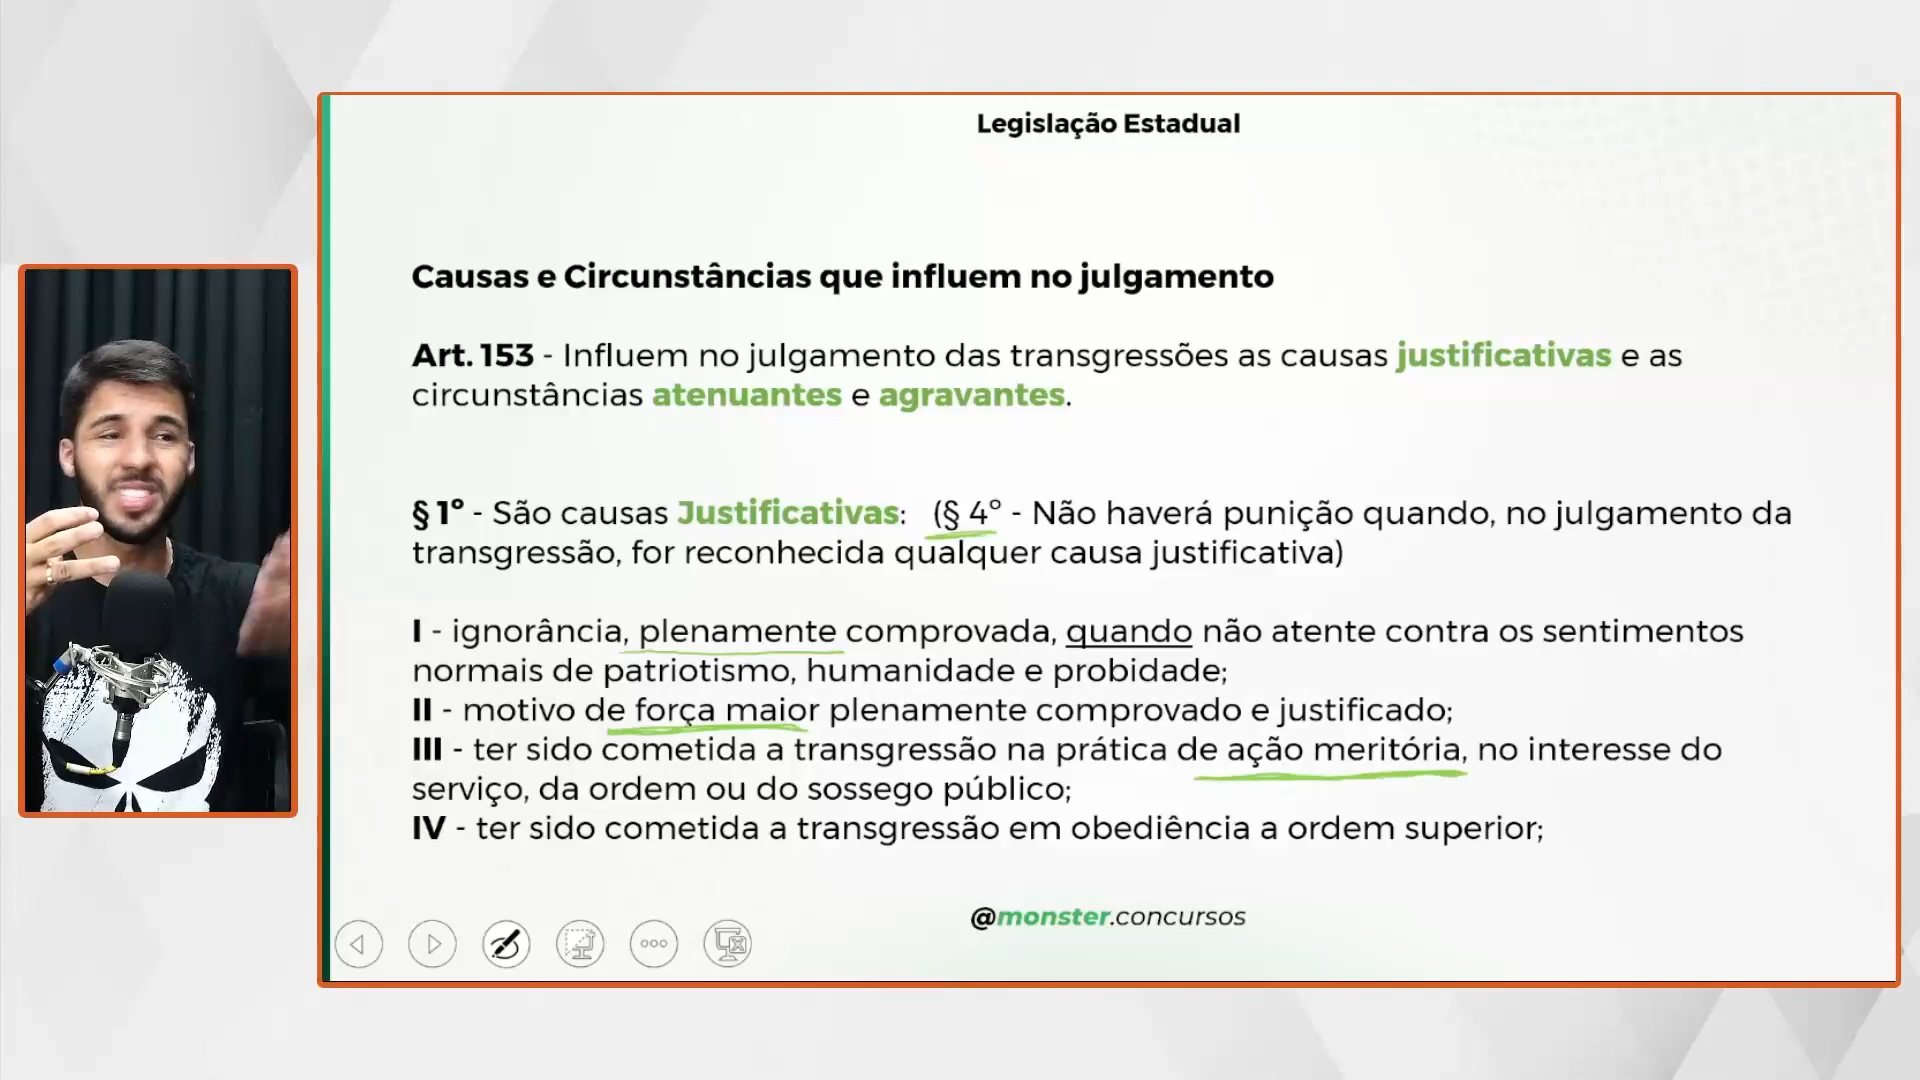 Legislação Estadual
Causas e Circunstâncias que influem no julgamento
Art. 153 - Influem no julgamento das transgressões as causas justificativas e as
circunstâncias atenuantes e agravantes.
§ 1º - São causas Justificativas: (§ 4º - Não haverá punição quando, no julgamento da
transgressão, for reconhecida qualquer causa justificativa)
I - ignorância, plenamente comprovada, quando não atente contra os sentimentos
normais de patriotismo, humanidade e probidade;
II - motivo de força maior plenamente comprovado e justificado;
III - ter sido cometida a transgressão na prática de ação meritória, no interesse do
serviço, da ordem ou do sossego público;
IV - ter sido cometida a transgressão em obediência a ordem superior;
@monster.concursos